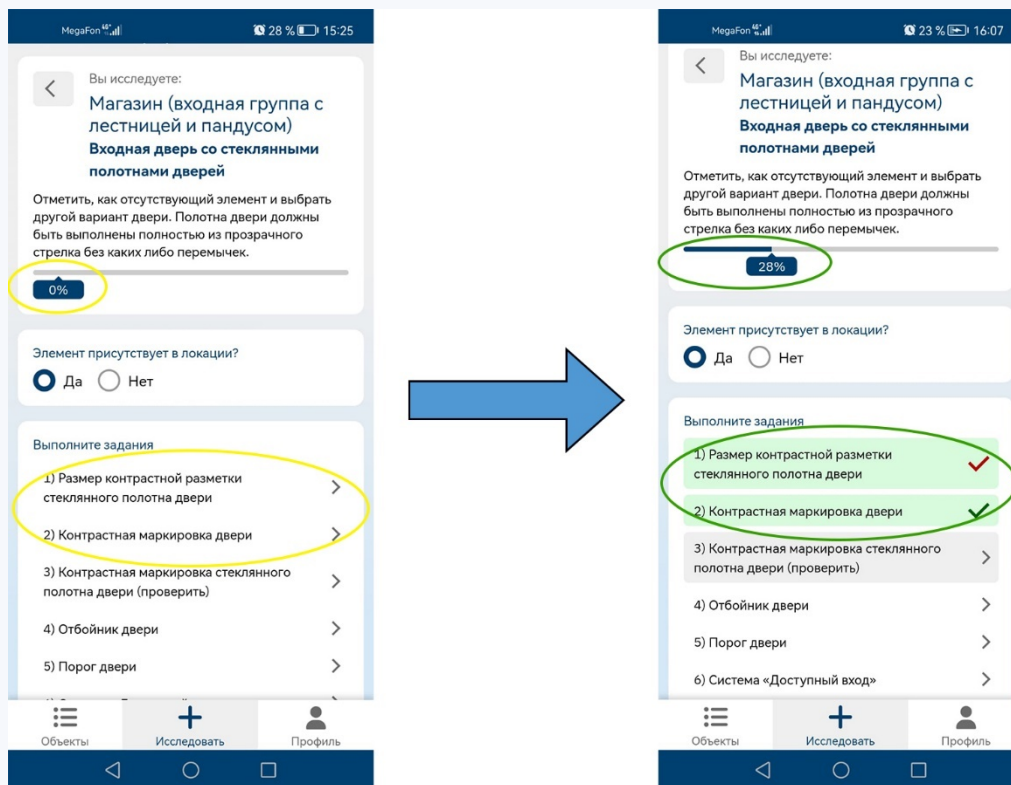 MegaFon 28 % 15:25
Вы исследуете:
Магазин (входная группа с
лестницей и пандусом)
Входная дверь со стеклянными
полотнами дверей
Отметить, как отсутствующий элемент и выбрать
другой вариант двери. Полотна двери должны
быть выполнены полностью из прозрачного
стрелка без каких либо перемычек.
0%
Элемент присутствует в локации?
Да Нет
Выполните задания
1) Размер контрастной разметки
стеклянного полотна двери
2) Контрастная маркировка двери
3) Контрастная маркировка стеклянного
полотна двери (проверить)
4) Отбойник двери
5) Порог двери
Объекты Исследовать Профиль
MegaFon 23 % 16:07
Вы исследуете:
Магазин (входная группа с
лестницей и пандусом)
Входная дверь со стеклянными
полотнами дверей
Отметить, как отсутствующий элемент и выбрать
другой вариант двери. Полотна двери должны
быть выполнены полностью из прозрачного
стрелка без каких либо перемычек.
28%
Элемент присутствует в локации?
Да Нет
Выполните задания
1) Размер контрастной разметки
стеклянного полотна двери
2) Контрастная маркировка двери
3) Контрастная маркировка стеклянного
полотна двери (проверить)
4) Отбойник двери
5) Порог двери
6) Система «Доступный вход»
Объекты Исследовать Профиль